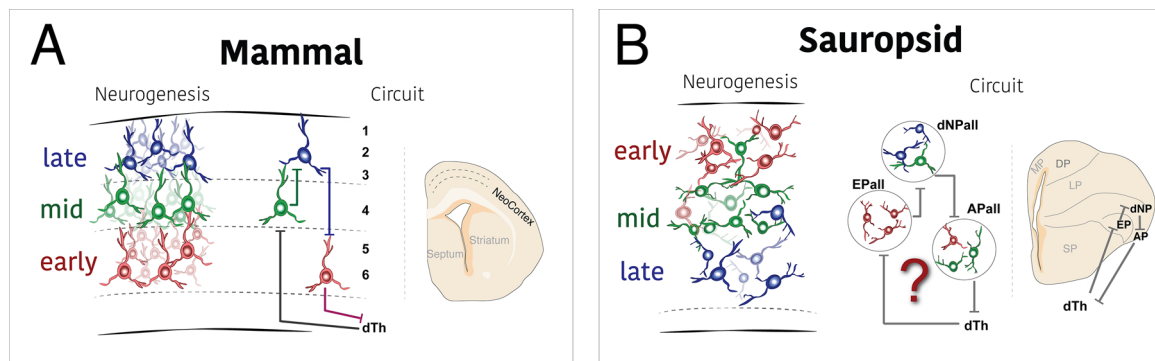 A
Mammal
Neurogenesis
Circuit
late
mid
early
1
2
3
4
5
6
dTh
NeoCortex
Striatum
Septum
B
Sauropsid
Neurogenesis
Circuit
early
mid
late
dNPall
EPall
APall
?
dTh
MP
DP
LP
dNP
EP
AP
SP
dTh